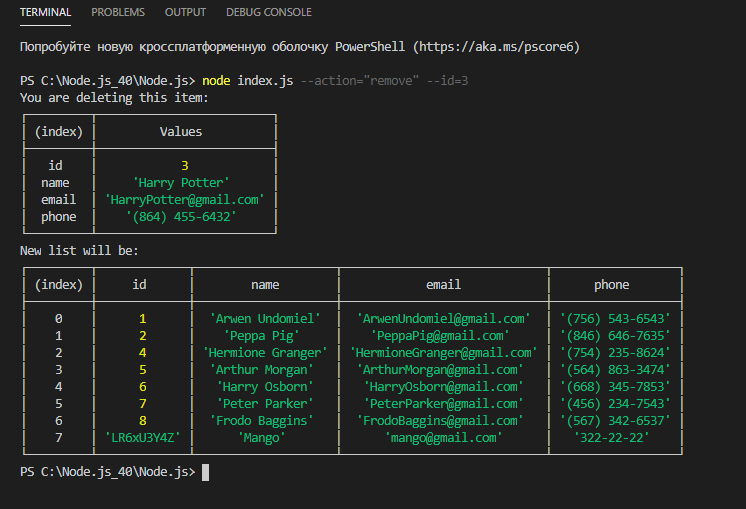 TERMINAL PROBLEMS OUTPUT DEBUG CONSOLE
Попробуйте новую кроссплатформенную оболочку PowerShell (https://aka.ms/pscore6)
PS C:\Node.js_40\Node.js> node index.js --action="remove" --id=3
You are deleting this item:
(index) Values
id 3
name 'Harry Potter'
email 'HarryPotter@gmail.com'
phone '(864) 455-6432'
New list will be:
(index) id name email phone
0 1 'Arwen Undomiel' 'ArwenUndomiel@gmail.com' '(756) 543-6543'
1 2 'Peppa Pig' 'PeppaPig@gmail.com' '(846) 646-7635'
2 4 'Hermione Granger' 'HermioneGranger@gmail.com' '(754) 235-8624'
3 5 'Arthur Morgan' 'ArthurMorgan@gmail.com' '(564) 863-3474'
4 6 'Harry Osborn' 'HarryOsborn@gmail.com' '(668) 345-7853'
5 7 'Peter Parker' 'PeterParker@gmail.com' '(456) 234-7543'
6 8 'Frodo Baggins' 'FrodoBaggins@gmail.com' '(567) 342-6537'
7 'LR6xU3Y4Z' 'Mango' 'mango@gmail.com' '322-22-22'
PS C:\Node.js_40\Node.js>